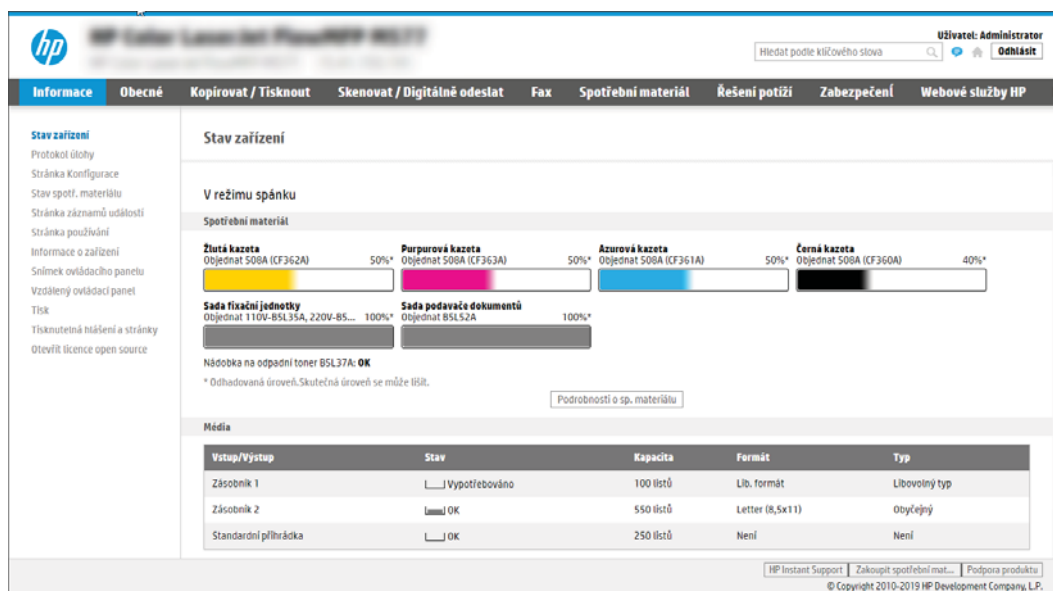 hp
HP Color LaserJet FlowMFP M577
Uživatel: Administrator
Hledat podle klíčového slova
Odhlásit
Informace Obecné Kopírovat / Tisknout Skenovat / Digitálně odeslat Fax Spotřební materiál Řešení potíží Zabezpečení Webové služby HP
Stav zařízení
Protokol úlohy
Stránka Konfigurace
Stav spotř. materiálu
Stránka záznamů událostí
Stránka používání
Informace o zařízení
Snímek ovládacího panelu
Vzdálený ovládací panel
Tisk
Tisknutelná hlášení a stránky
Otevřít licence open source
Stav zařízení
V režimu spánku
Spotřební materiál
Žlutá kazeta Purpurová kazeta Azurová kazeta Černá kazeta
Objednat 508A (CF362A) 50%* Objednat 508A (CF363A) 50%* Objednat 508A (CF361A) 50%* Objednat 508A (CF360A) 40%*
Sada fixační jednotky Sada podavače dokumentů
Objednat 110V-B5L35A, 220V-B5... 100%* Objednat B5L52A 100%*
Nádobka na odpadní toner B5L37A: OK
* Odhadovaná úroveň.Skutečná úroveň se může lišit.
Podrobnosti o sp. materiálu
Média
Vstup/Výstup Stav Kapacita Formát Typ
Zásobník 1 Vypotřebováno 100 listů Lib. formát Libovolný typ
Zásobník 2 OK 550 listů Letter (8,5x11) Obyčejný
Standardní přihrádka OK 250 listů Není Není
HP Instant Support Zakoupit spotřební mat... Podpora produktu
© Copyright 2010-2019 HP Development Company, L.P.